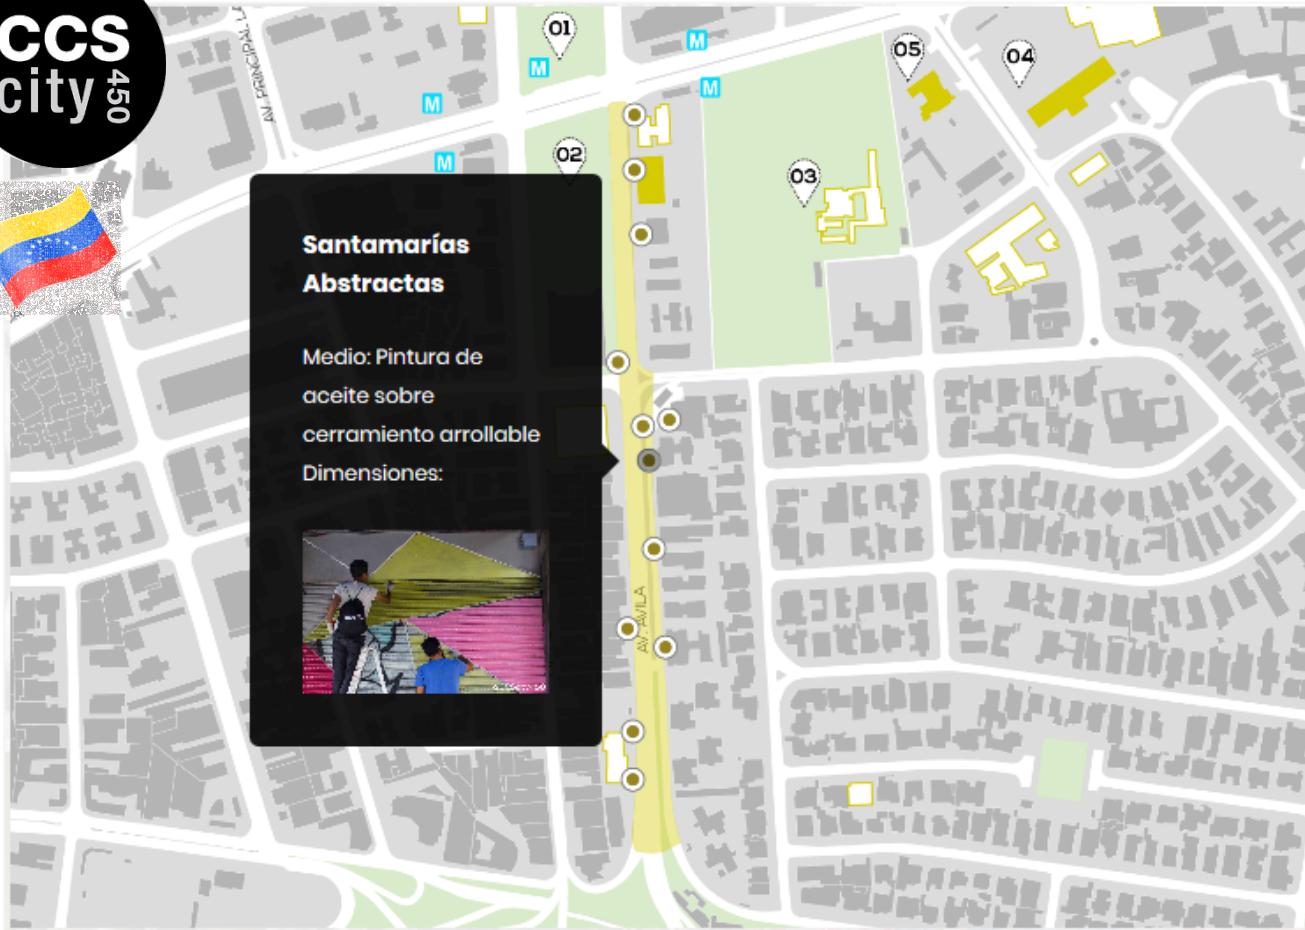 ccs
city 450
AV. PRINCIPAL
01
M
M
M
M
M
02
03
04
05
Santamarías
Abstractas
Medio: Pintura de
aceite sobre
cerramiento arrollable
Dimensiones:
AV. AVILA